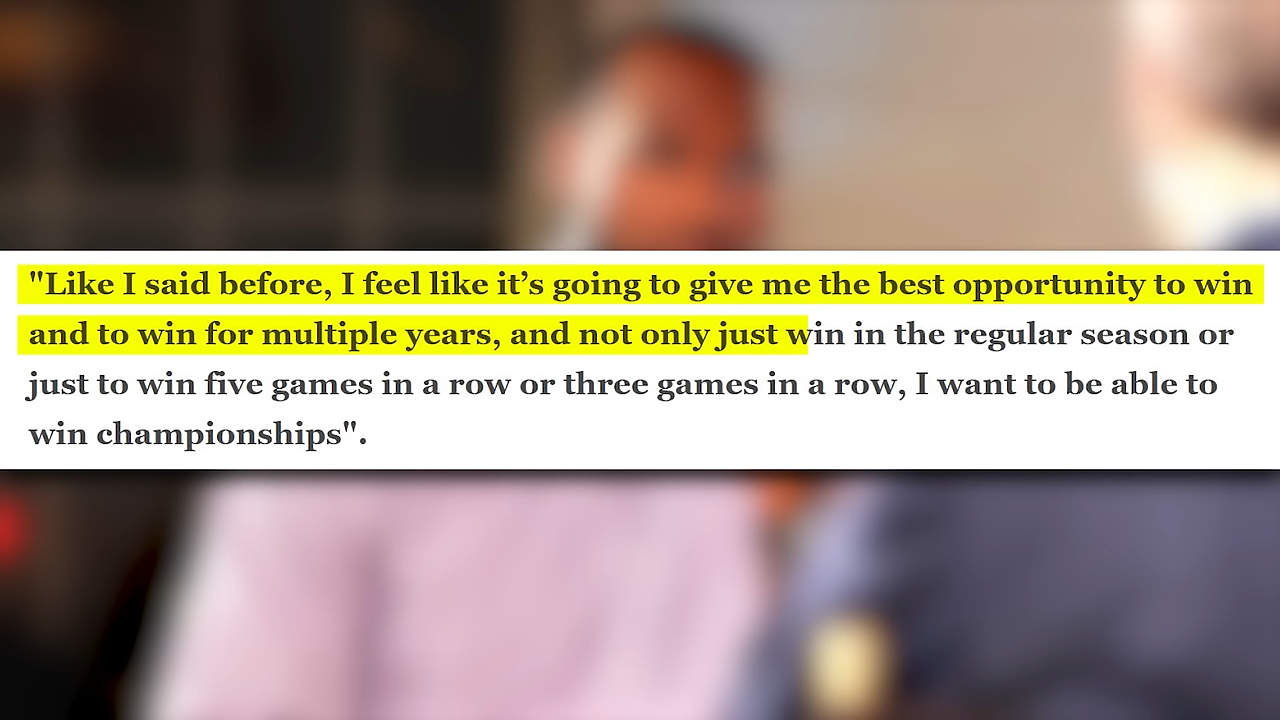 "Like I said before, I feel like it’s going to give me the best opportunity to win
and to win for multiple years, and not only just win in the regular season or
just to win five games in a row or three games in a row, I want to be able to
win championships".